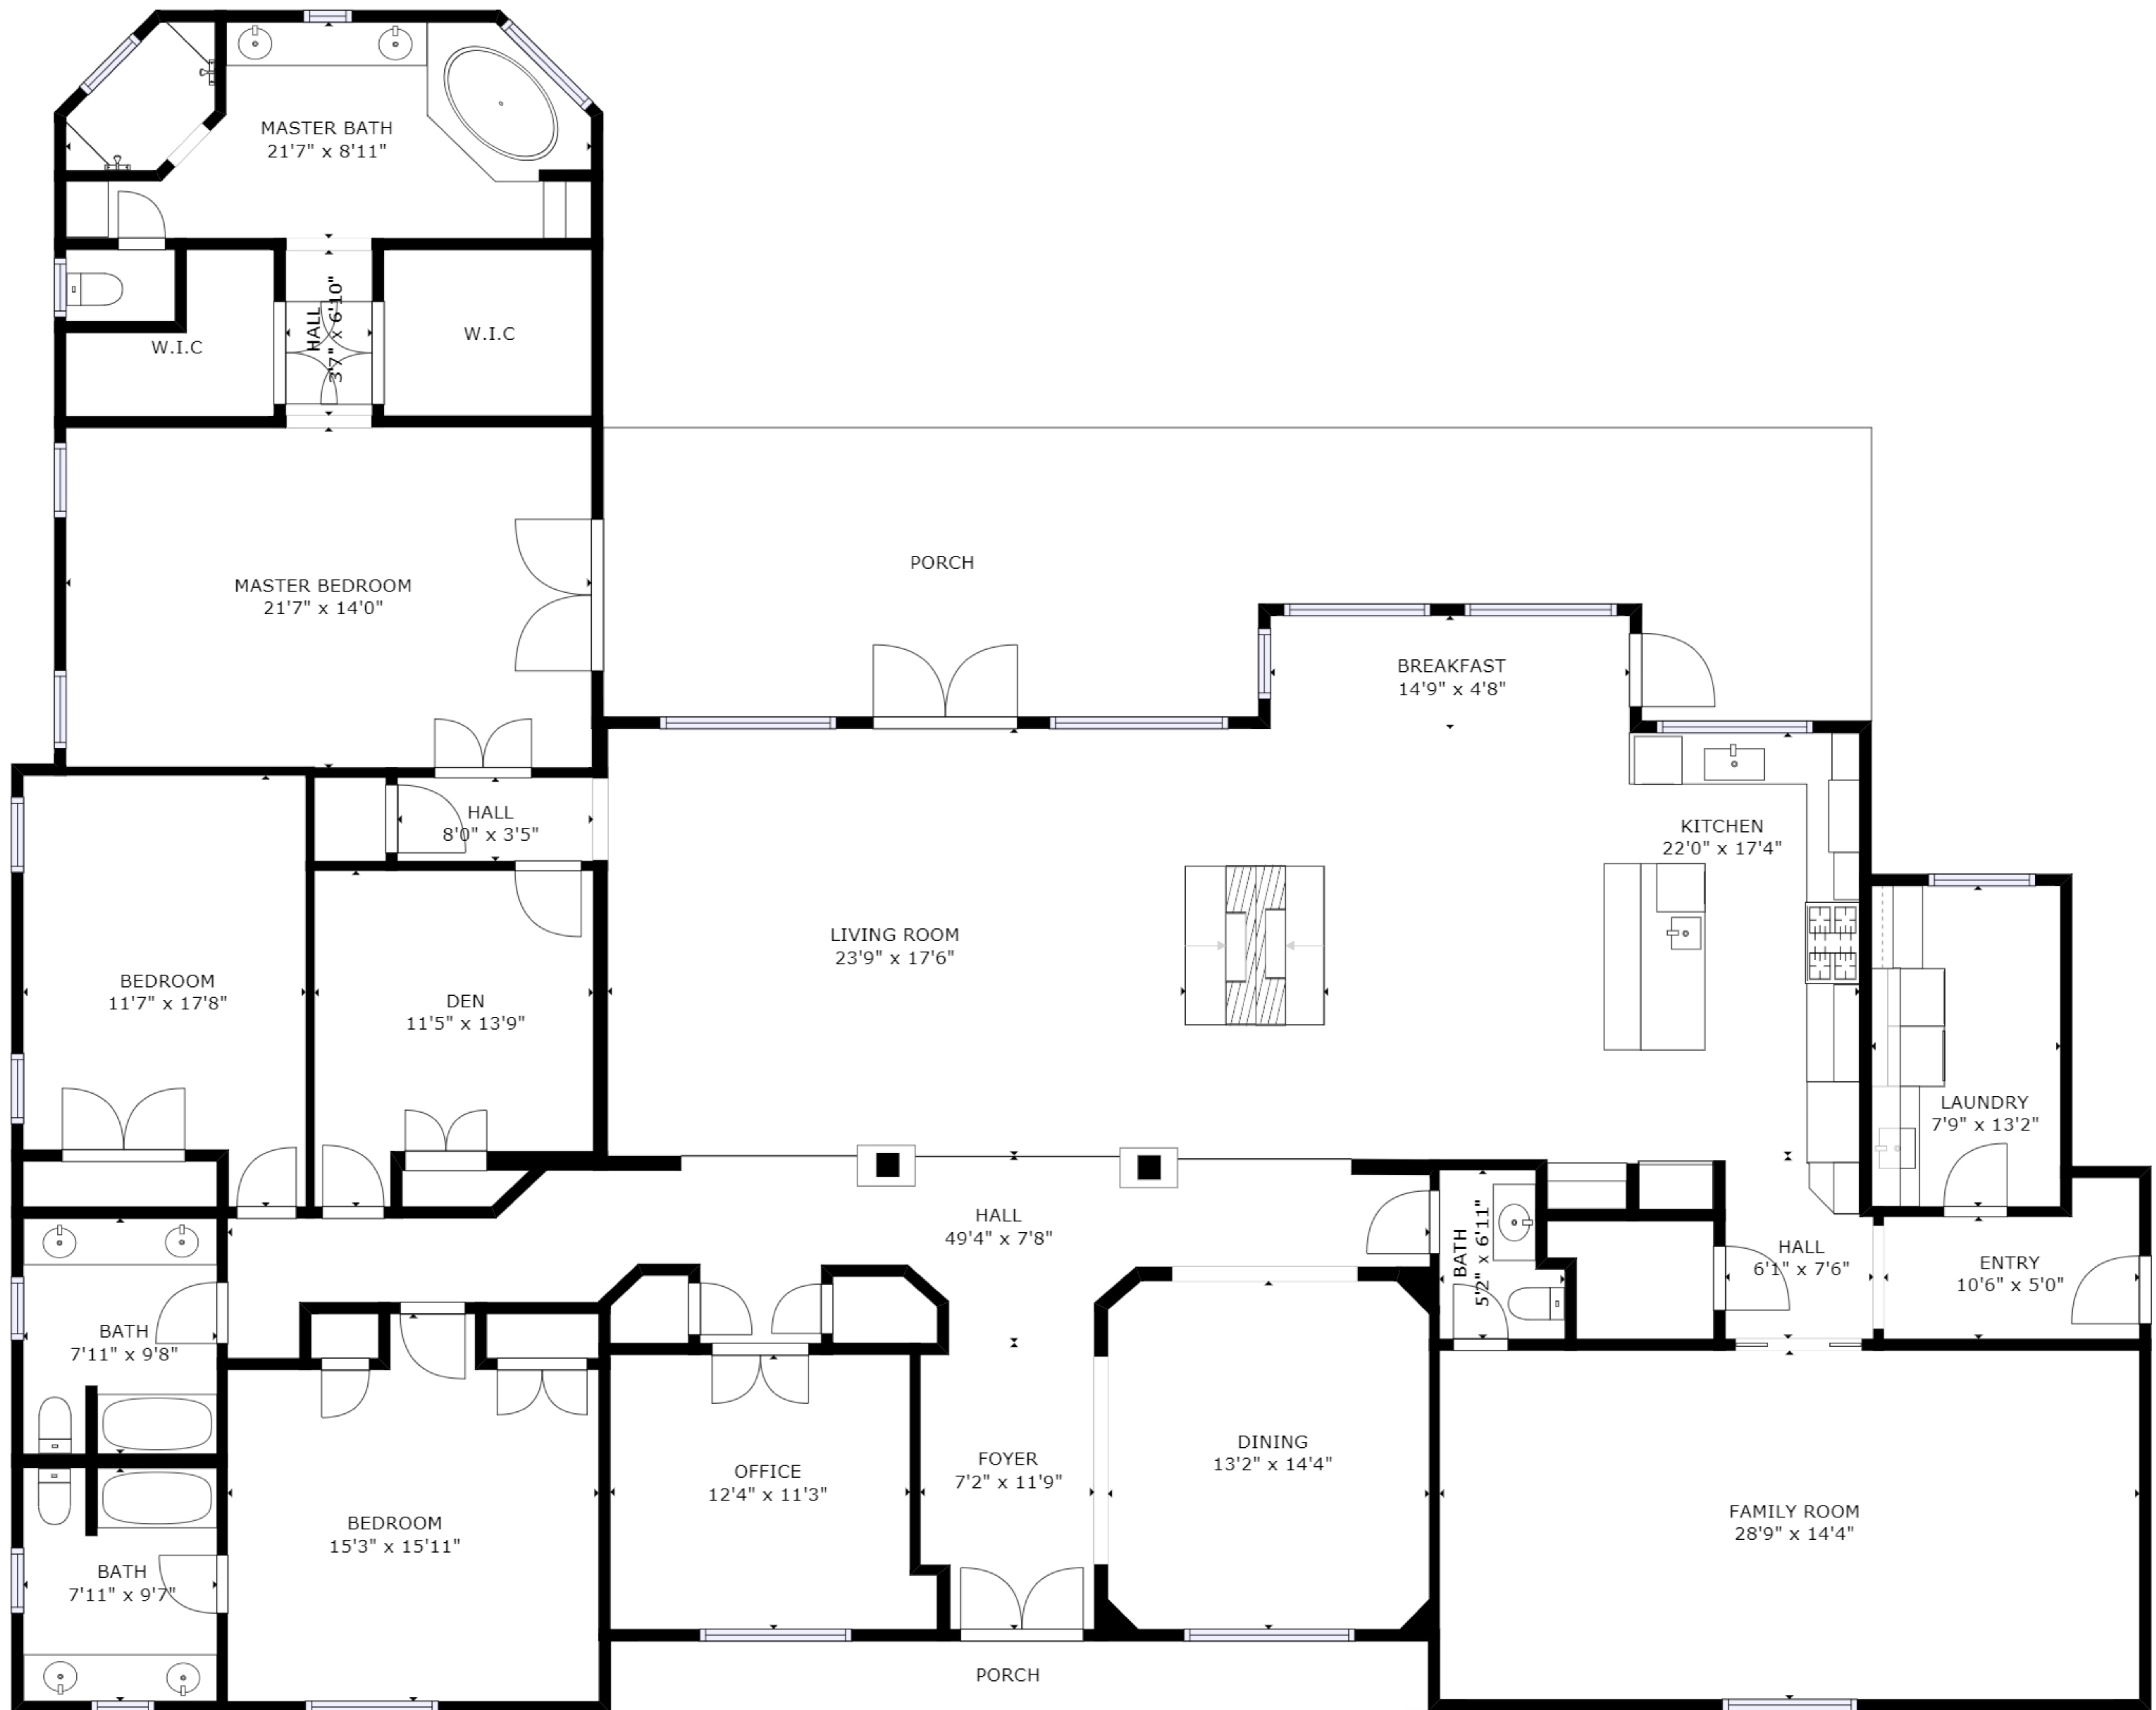 MASTER BATH
21'7" x 8'11"
HALL
3'7" x 6'10"
W.I.C
W.I.C
PORCH
MASTER BEDROOM
21'7" x 14'0"
BREAKFAST
14'9" x 4'8"
HALL
8'0" x 3'5"
KITCHEN
22'0" x 17'4"
LIVING ROOM
23'9" x 17'6"
BEDROOM
11'7" x 17'8"
DEN
11'5" x 13'9"
LAUNDRY
7'9" x 13'2"
HALL
49'4" x 7'8"
BATH
5'2" x 6'11"
HALL
6'1" x 7'6"
ENTRY
10'6" x 5'0"
BATH
7'11" x 9'8"
DINING
13'2" x 14'4"
FOYER
7'2" x 11'9"
OFFICE
12'4" x 11'3"
FAMILY ROOM
28'9" x 14'4"
BEDROOM
15'3" x 15'11"
BATH
7'11" x 9'7"
PORCH